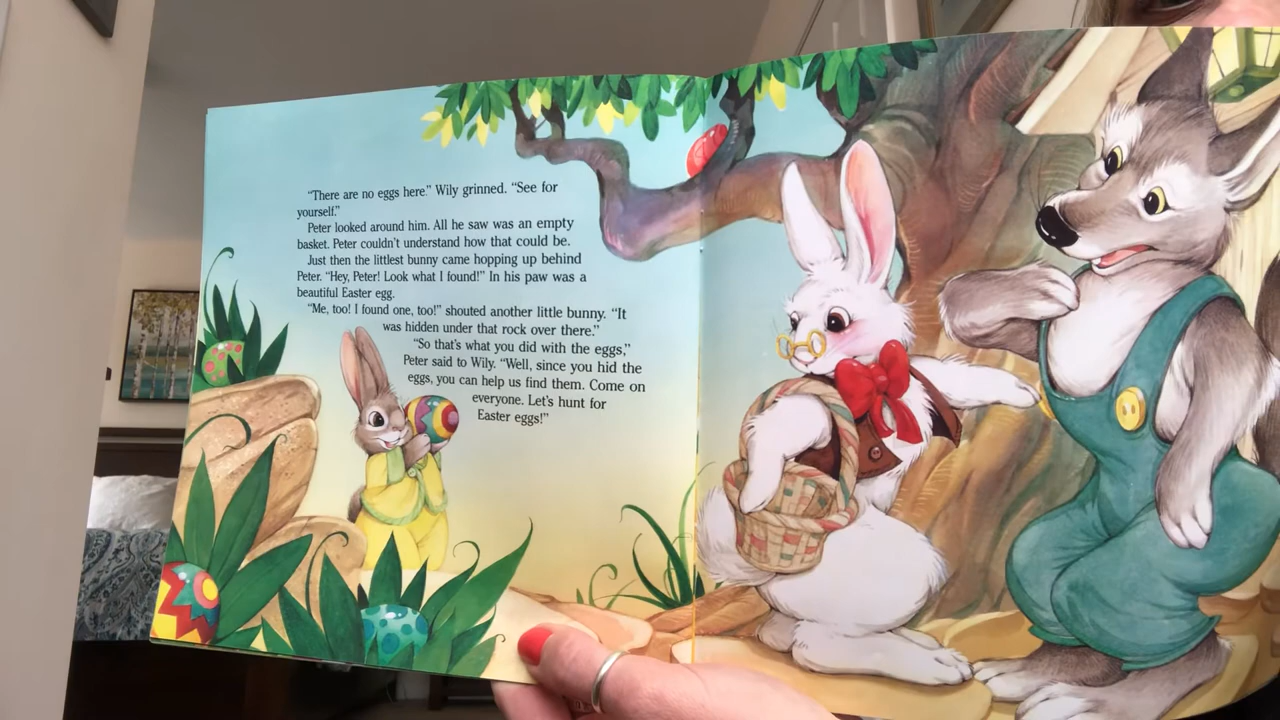 “There are no eggs here.” Wily grinned. “See for
yourself.”
Peter looked around him. All he saw was an empty
basket. Peter couldn’t understand how that could be.
Just then the littlest bunny came hopping up behind
Peter. “Hey, Peter! Look what I found!” In his paw was a
beautiful Easter egg.
“Me, too! I found one, too!” shouted another little bunny. “It
was hidden under that rock over there.”
“So that’s what you did with the eggs,”
Peter said to Wily. “Well, since you hid the
eggs, you can help us find them. Come on
everyone. Let’s hunt for
Easter eggs!”